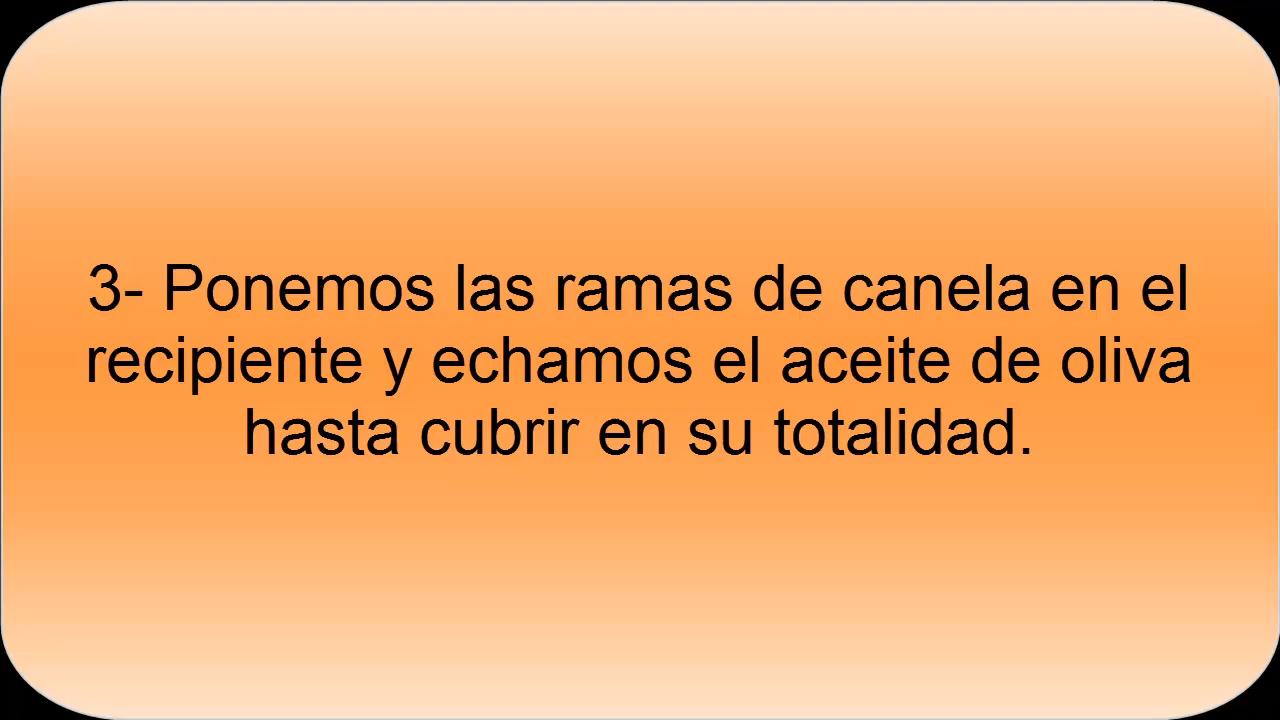 3- Ponemos las ramas de canela en el
recipiente y echamos el aceite de oliva
hasta cubrir en su totalidad.